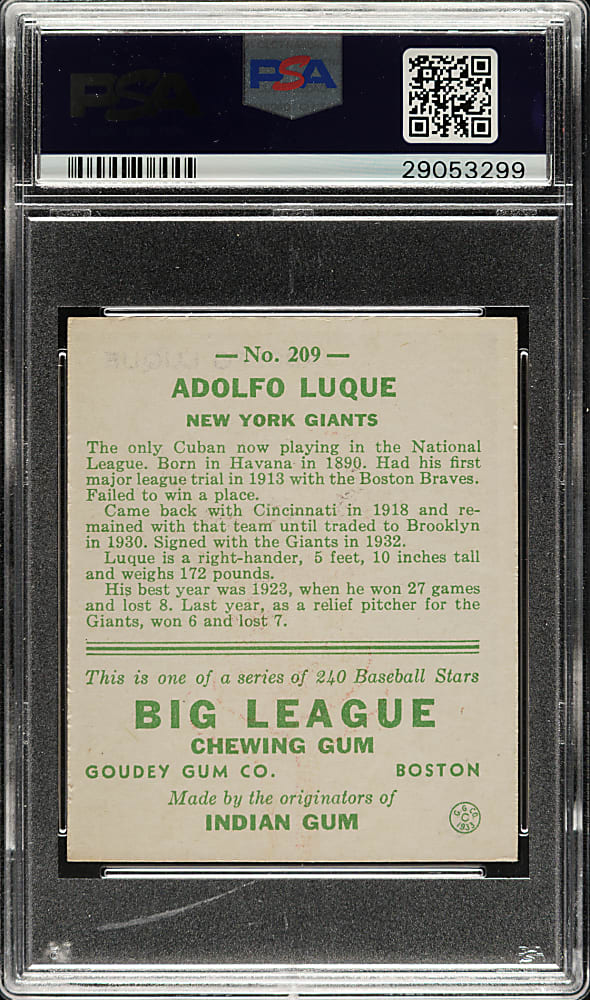 PSA
PSA
29053299
— No. 209 —
ADOLFO LUQUE
NEW YORK GIANTS
The only Cuban now playing in the National
League. Born in Havana in 1890. Had his first
major league trial in 1913 with the Boston Braves.
Failed to win a place.
Came back with Cincinnati in 1918 and re-
mained with that team until traded to Brooklyn
in 1930. Signed with the Giants in 1932.
Luque is a right-hander, 5 feet, 10 inches tall
and weighs 172 pounds.
His best year was 1923, when he won 27 games
and lost 8. Last year, as a relief pitcher for the
Giants, won 6 and lost 7.
This is one of a series of 240 Baseball Stars
BIG LEAGUE
CHEWING GUM
GOUDEY GUM CO. BOSTON
Made by the originators of
INDIAN GUM
G. G. Co.
C
1933